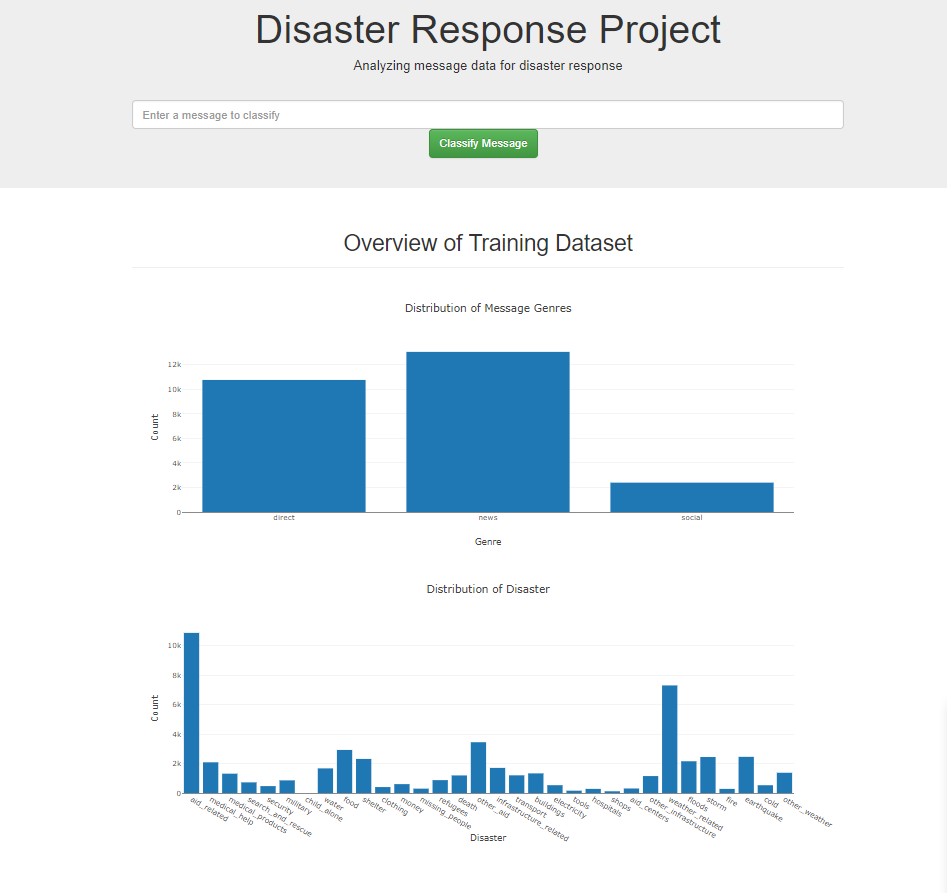 Disaster Response Project
Analyzing message data for disaster response
Enter a message to classify
Classify Message
Overview of Training Dataset
Distribution of Message Genres
Count
12k
10k
8k
6k
4k
2k
0
direct
news
social
Genre
Distribution of Disaster
Count
10k
8k
6k
4k
2k
0
aid_releted
medical_help
medical_products
search_and_rescue
security
military
child_alone
water
food
shelter
clothing
money
missing_people
refugees
death
other_aid
infrastructure_related
transport
buildings
electricity
tools
hospitals
shops
aid_centers
other_infrastructure
weather_related
floods
storm
fire
earthquake
cold
other_weather
Disaster